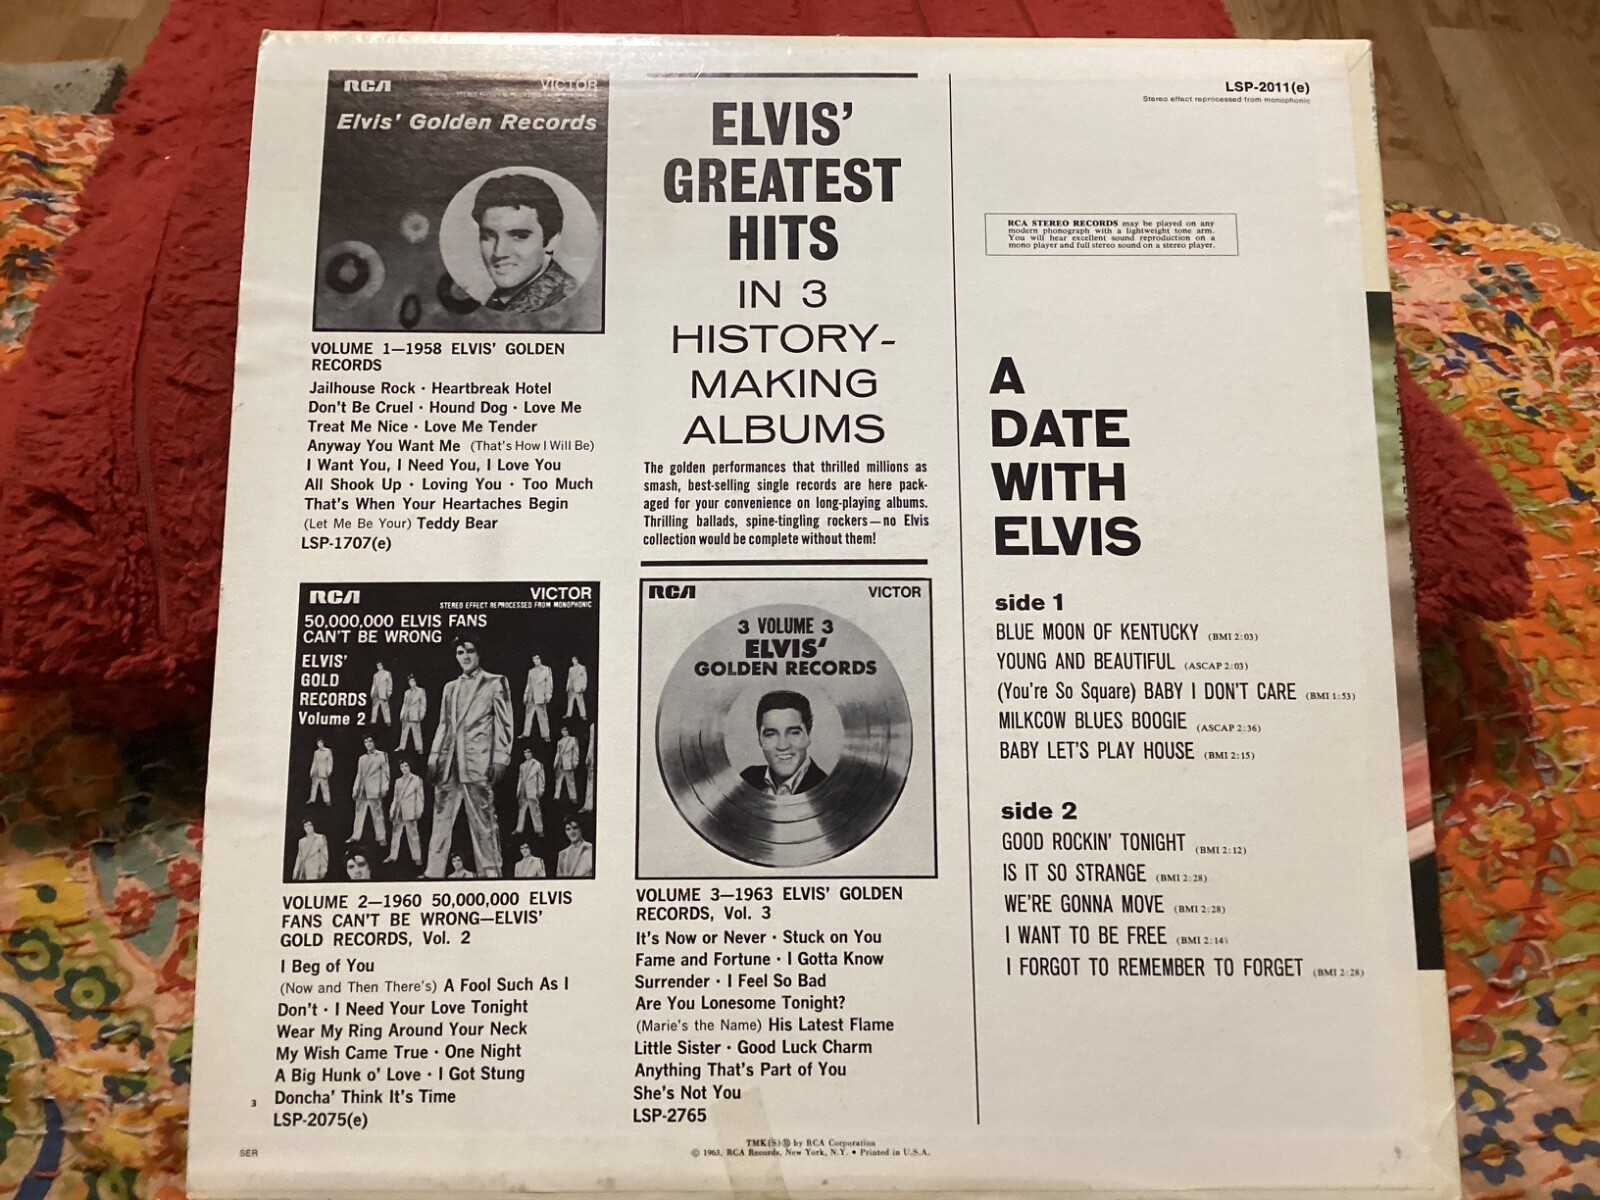 RCA VICTOR
Elvis' Golden Records
VOLUME 1—1958 ELVIS' GOLDEN
RECORDS
Jailhouse Rock · Heartbreak Hotel
Don't Be Cruel · Hound Dog · Love Me
Treat Me Nice · Love Me Tender
Anyway You Want Me (That's How I Will Be)
I Want You, I Need You, I Love You
All Shook Up · Loving You · Too Much
That's When Your Heartaches Begin
(Let Me Be Your) Teddy Bear
LSP-1707(e)
RCA VICTOR
STEREO EFFECT REPROCESSED FROM MONOPHONIC
50,000,000 ELVIS FANS
CAN'T BE WRONG
ELVIS'
GOLD
RECORDS
Volume 2
VOLUME 2—1960 50,000,000 ELVIS
FANS CAN'T BE WRONG—ELVIS'
GOLD RECORDS, Vol. 2
I Beg of You
(Now and Then There's) A Fool Such As I
Don't · I Need Your Love Tonight
Wear My Ring Around Your Neck
My Wish Came True · One Night
A Big Hunk o' Love · I Got Stung
Doncha' Think It's Time
LSP-2075(e)
3
SER
ELVIS'
GREATEST
HITS
IN 3
HISTORY-
MAKING
ALBUMS
The golden performances that thrilled millions as
smash, best-selling single records are here pack-
aged for your convenience on long-playing albums.
Thrilling ballads, spine-tingling rockers—no Elvis
collection would be complete without them!
RCA VICTOR
3 VOLUME 3
ELVIS'
GOLDEN RECORDS
VOLUME 3—1963 ELVIS' GOLDEN
RECORDS, Vol. 3
It's Now or Never · Stuck on You
Fame and Fortune · I Gotta Know
Surrender · I Feel So Bad
Are You Lonesome Tonight?
(Marie's the Name) His Latest Flame
Little Sister · Good Luck Charm
Anything That's Part of You
She's Not You
LSP-2765
TMK(S)® by RCA Corporation
© 1963, RCA Records, New York, N.Y. • Printed in U.S.A.
LSP-2011(e)
Stereo effect reprocessed from monophonic
RCA STEREO RECORDS may be played on any
modern phonograph with a lightweight tone arm.
You will hear excellent sound reproduction on a
mono player and full stereo sound on a stereo player.
A
DATE
WITH
ELVIS
side 1
BLUE MOON OF KENTUCKY (BMI 2:03)
YOUNG AND BEAUTIFUL (ASCAP 2:03)
(You're So Square) BABY I DON'T CARE (BMI 1:53)
MILKCOW BLUES BOOGIE (ASCAP 2:36)
BABY LET'S PLAY HOUSE (BMI 2:15)
side 2
GOOD ROCKIN' TONIGHT (BMI 2:12)
IS IT SO STRANGE (BMI 2:28)
WE'RE GONNA MOVE (BMI 2:28)
I WANT TO BE FREE (BMI 2:14)
I FORGOT TO REMEMBER TO FORGET (BMI 2:28)